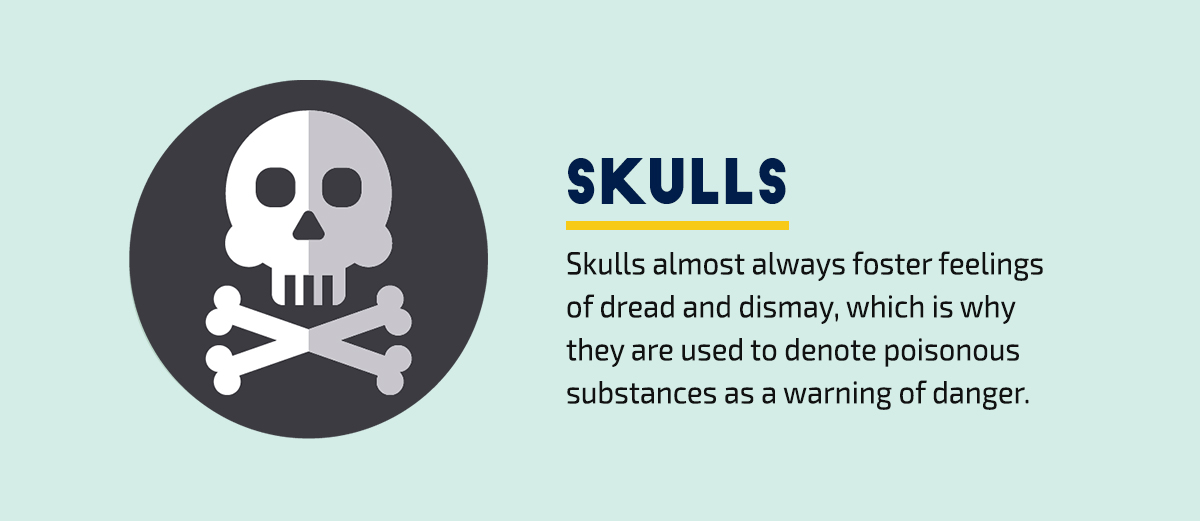 SKULLS
Skulls almost always foster feelings
of dread and dismay, which is why
they are used to denote poisonous
substances as a warning of danger.